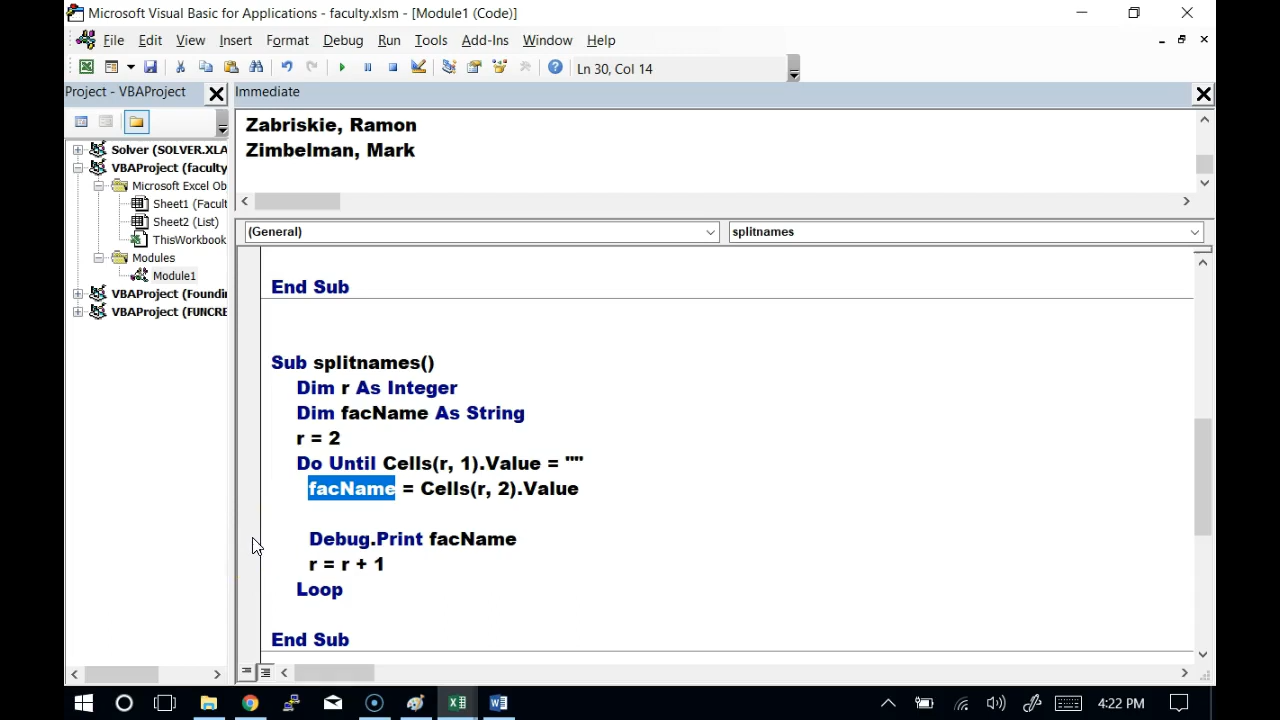 Microsoft Visual Basic for Applications - faculty.xlsm - [Module1 (Code)]
File Edit View Insert Format Debug Run Tools Add-Ins Window Help
Ln 30, Col 14
Project - VBAProject
Solver (SOLVER.XLA
VBAProject (faculty
Microsoft Excel Ob
Sheet1 (Facult
Sheet2 (List)
ThisWorkbook
Modules
Module1
VBAProject (Foundin
VBAProject (FUNCRE
Immediate
Zabriskie, Ramon
Zimbelman, Mark
(General)
splitnames
End Sub
Sub splitnames()
Dim r As Integer
Dim facName As String
r = 2
Do Until Cells(r, 1).Value = ""
facName = Cells(r, 2).Value
Debug.Print facName
r = r + 1
Loop
End Sub
4:22 PM